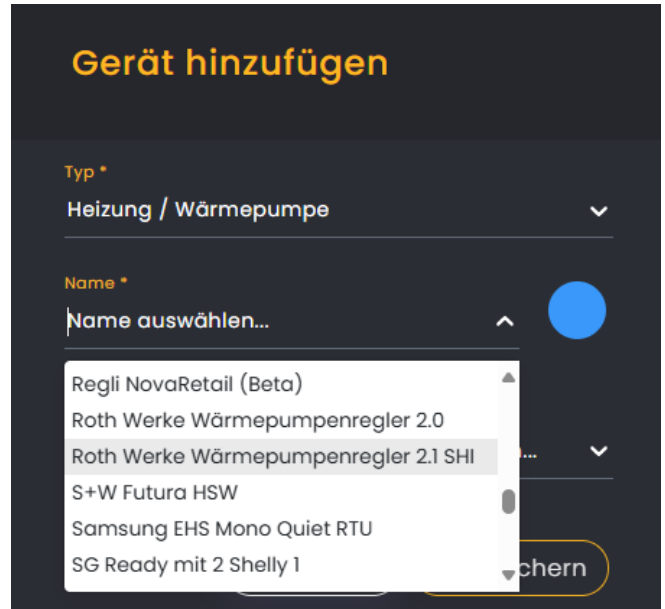 Gerät hinzufügen
Typ *
Heizung / Wärmepumpe
Name *
Name auswählen...
Regli NovaRetail (Beta)
Roth Werke Wärmepumpenregler 2.0
Roth Werke Wärmepumpenregler 2.1 SHI
S+W Futura HSW
Samsung EHS Mono Quiet RTU
SG Ready mit 2 Shelly 1